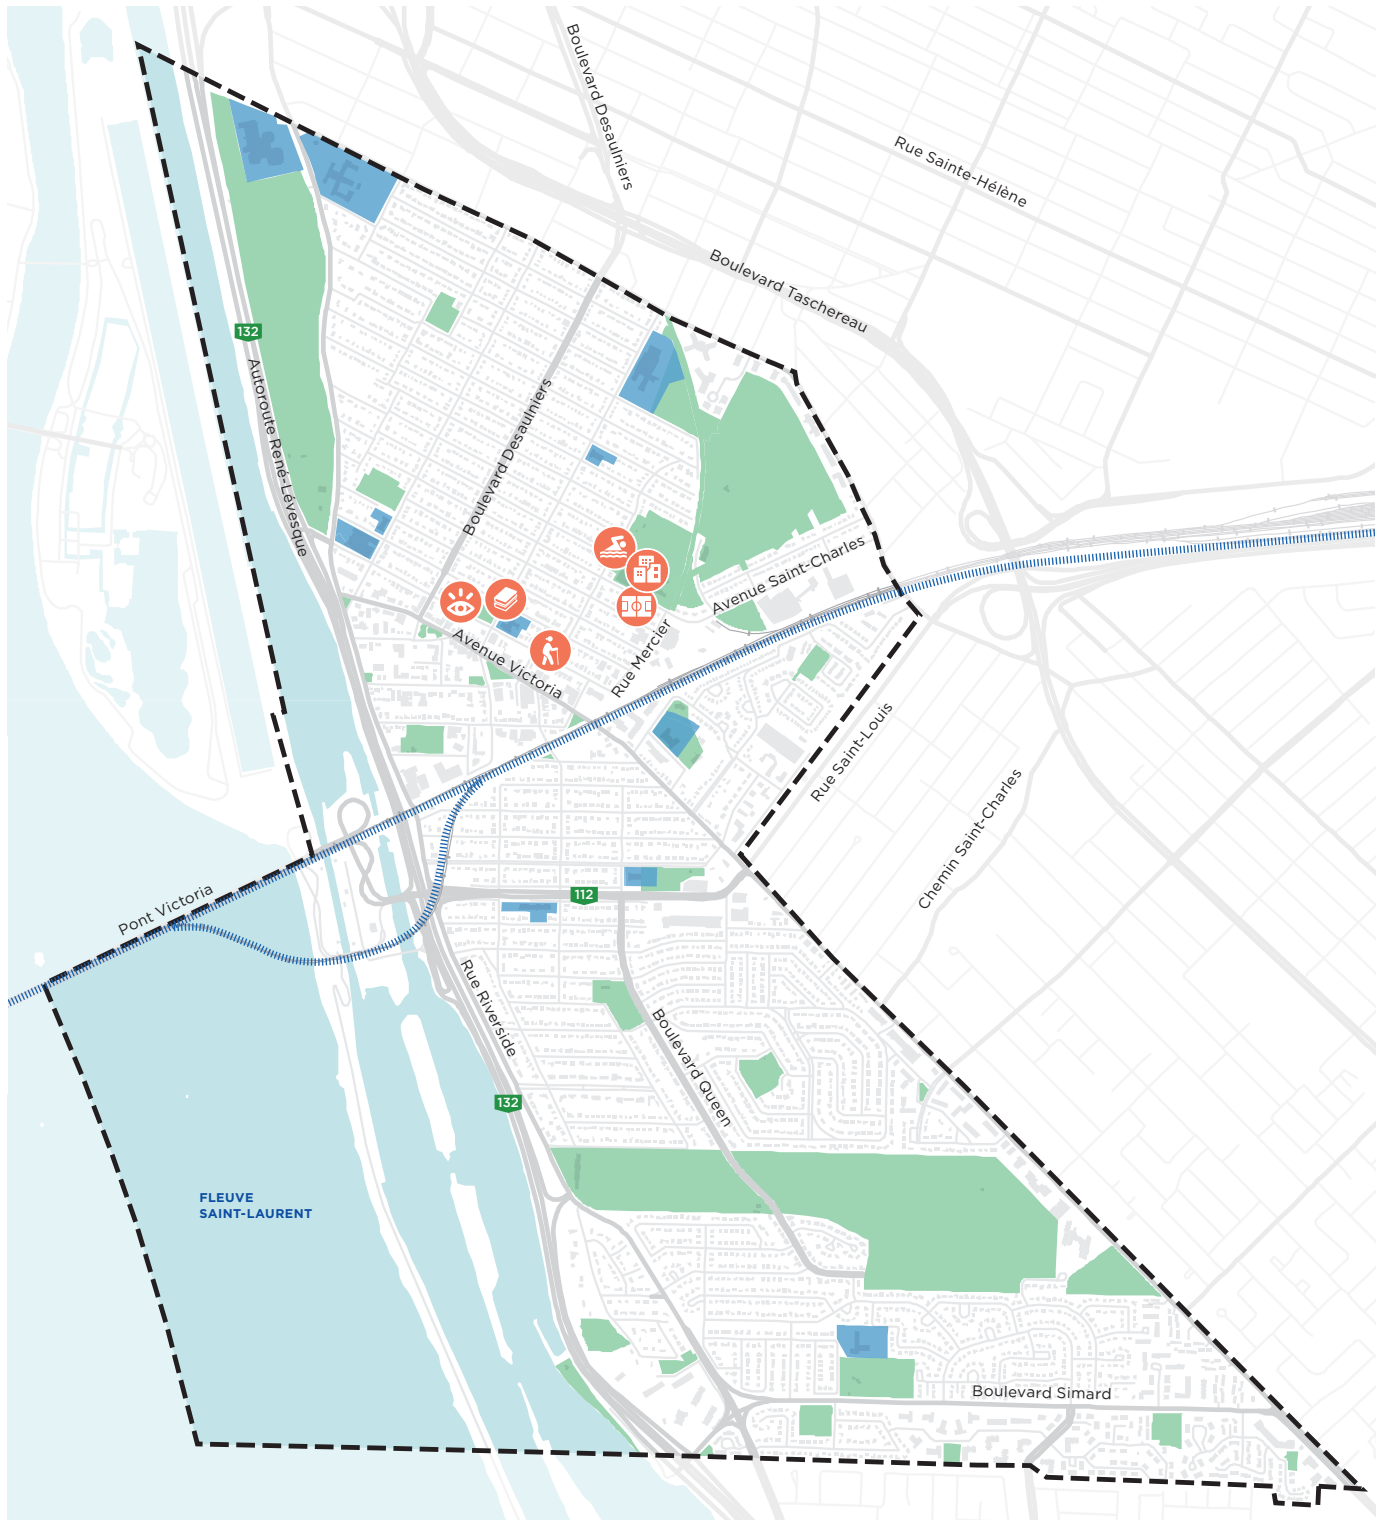 Boulevard Desaulniers
Rue Sainte-Hélène
Boulevard Taschereau
132
Autoroute René-Lévesque
Boulevard Desaulniers
Avenue Saint-Charles
Avenue Victoria
Rue Mercier
Rue Saint-Louis
Chemin Saint-Charles
Pont Victoria
112
Rue Riverside
Boulevard Queen
132
FLEUVE
SAINT-LAURENT
Boulevard Simard